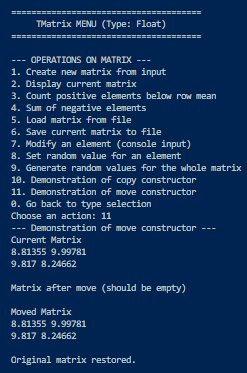 ======================================
TMatrix MENU (Type: Float)
======================================
--- OPERATIONS ON MATRIX ---
1. Create new matrix from input
2. Display current matrix
3. Count positive elements below row mean
4. Sum of negative elements
5. Load matrix from file
6. Save current matrix to file
7. Modify an element (console input)
8. Set random value for an element
9. Generate random values for the whole matrix
10. Demonstration of copy constructor
11. Demonstration of move constructor
0. Go back to type selection
Choose an action: 11
--- Demonstration of move constructor ---
Current Matrix
8.81355 9.99781
9.817 8.24662
Matrix after move (should be empty)
Moved Matrix
8.81355 9.99781
9.817 8.24662
Original matrix restored.